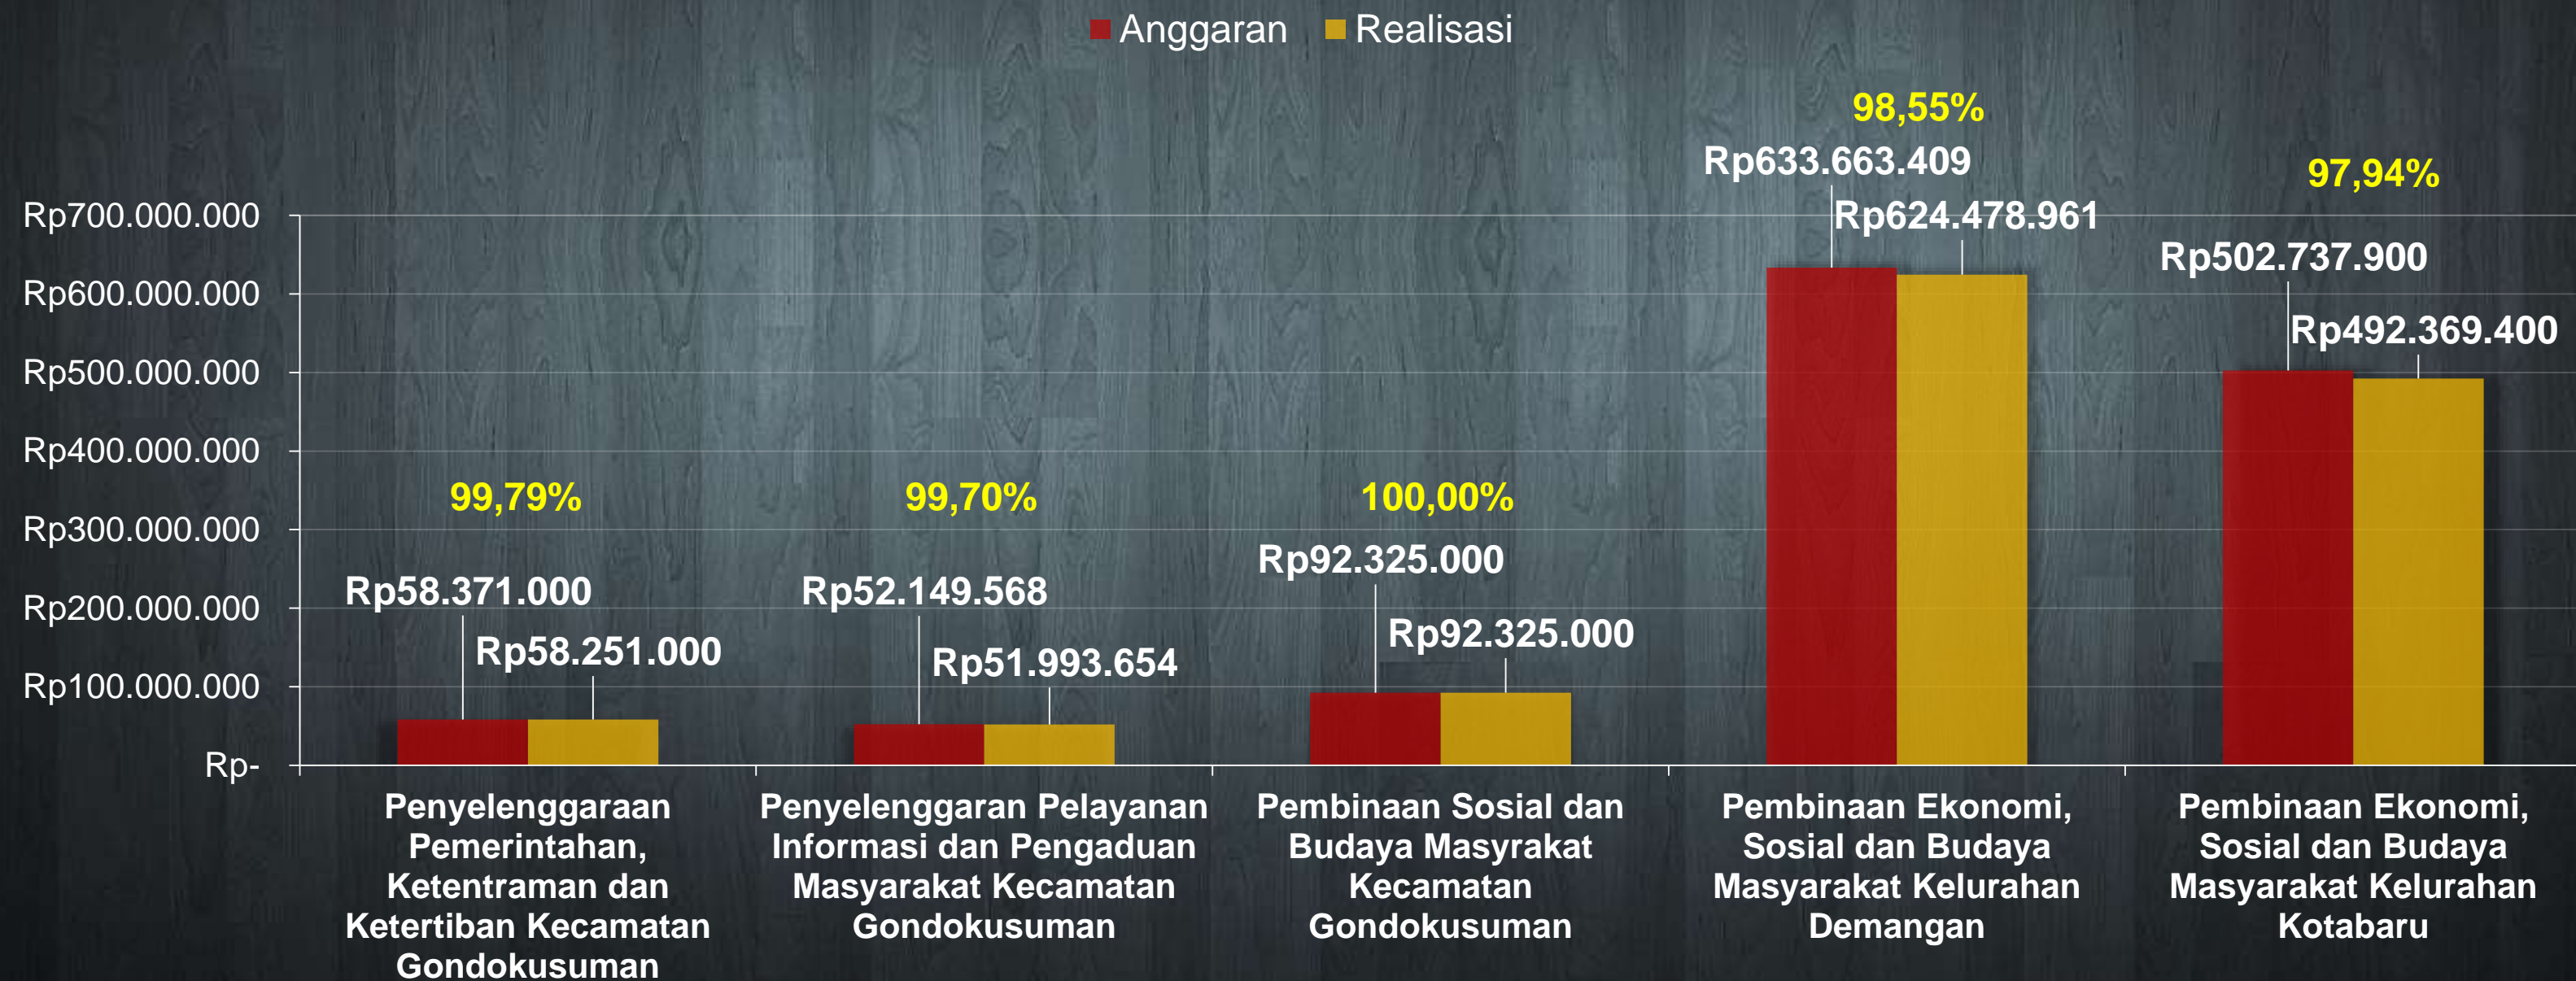 Anggaran Realisasi
98,55%
Rp633.663.409
97,94%
Rp700.000.000
Rp624.478.961
Rp502.737.900
Rp600.000.000
Rp492.369.400
Rp500.000.000
Rp400.000.000
99,79%
99,70%
100,00%
Rp300.000.000
Rp92.325.000
Rp58.371.000
Rp52.149.568
Rp200.000.000
Rp92.325.000
Rp58.251.000
Rp51.993.654
Rp100.000.000
Rp-
Penyelenggaraan
Pemerintahan,
Ketentraman dan
Ketertiban Kecamatan
Gondokusuman
Penyelenggaran Pelayanan
Informasi dan Pengaduan
Masyarakat Kecamatan
Gondokusuman
Pembinaan Sosial dan
Budaya Masyrakat
Kecamatan
Gondokusuman
Pembinaan Ekonomi,
Sosial dan Budaya
Masyarakat Kelurahan
Demangan
Pembinaan Ekonomi,
Sosial dan Budaya
Masyarakat Kelurahan
Kotabaru